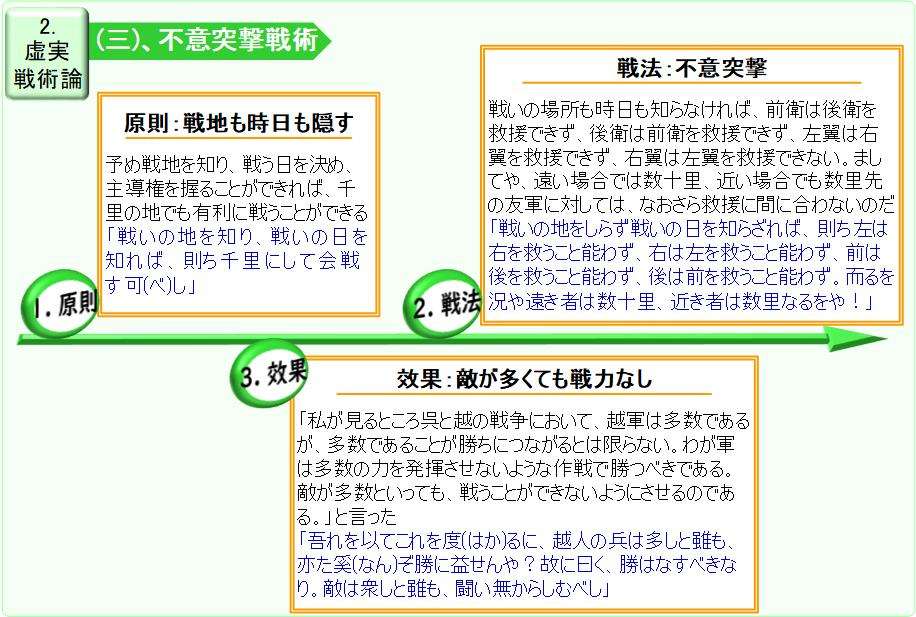 2.
虚実
戦術論
(三)、不意突撃戦術
原則：戦地も時日も隠す
予め戦地を知り、戦う日を決め、
主導権を握ることができれば、千
里の地でも有利に戦うことができる
「戦いの地を知り、戦いの日を
知れば、則ち千里にして会戦
す可(べ)し」
1. 原則
戦法：不意突撃
戦いの場所も時日も知らなければ、前衛は後衛を
救援できず、後衛は前衛を救援できず、左翼は右
翼を救援できず、右翼は左翼を救援できない。まし
てや、遠い場合では数十里、近い場合でも数里先
の友軍に対しては、なおさら救援に間に合わないのだ
「戦いの地をしらず戦いの日を知らざれば、則ち左は
右を救うこと能わず、右は左を救うこと能わず、前は
後を救うこと能わず、後は前を救うこと能わず。而るを
況や遠き者は数十里、近き者は数里なるをや！」
2. 戦法
3. 効果
効果：敵が多くても戦力なし
「私が見るところ呉と越の戦争において、越軍は多数である
が、多数であることが勝ちにつながるとは限らない。わが軍
は多数の力を発揮させないような作戦で勝つべきである。
敵が多数といっても、戦うことができないようにさせるのであ
る。」と言った
「吾れを以てこれを度(はか)るに、越人の兵は多しと雖も、
亦た奚(なん)ぞ勝に益せんや？故に曰く、勝はなすべきな
り。敵は衆しと雖も、闘い無からしむべし」